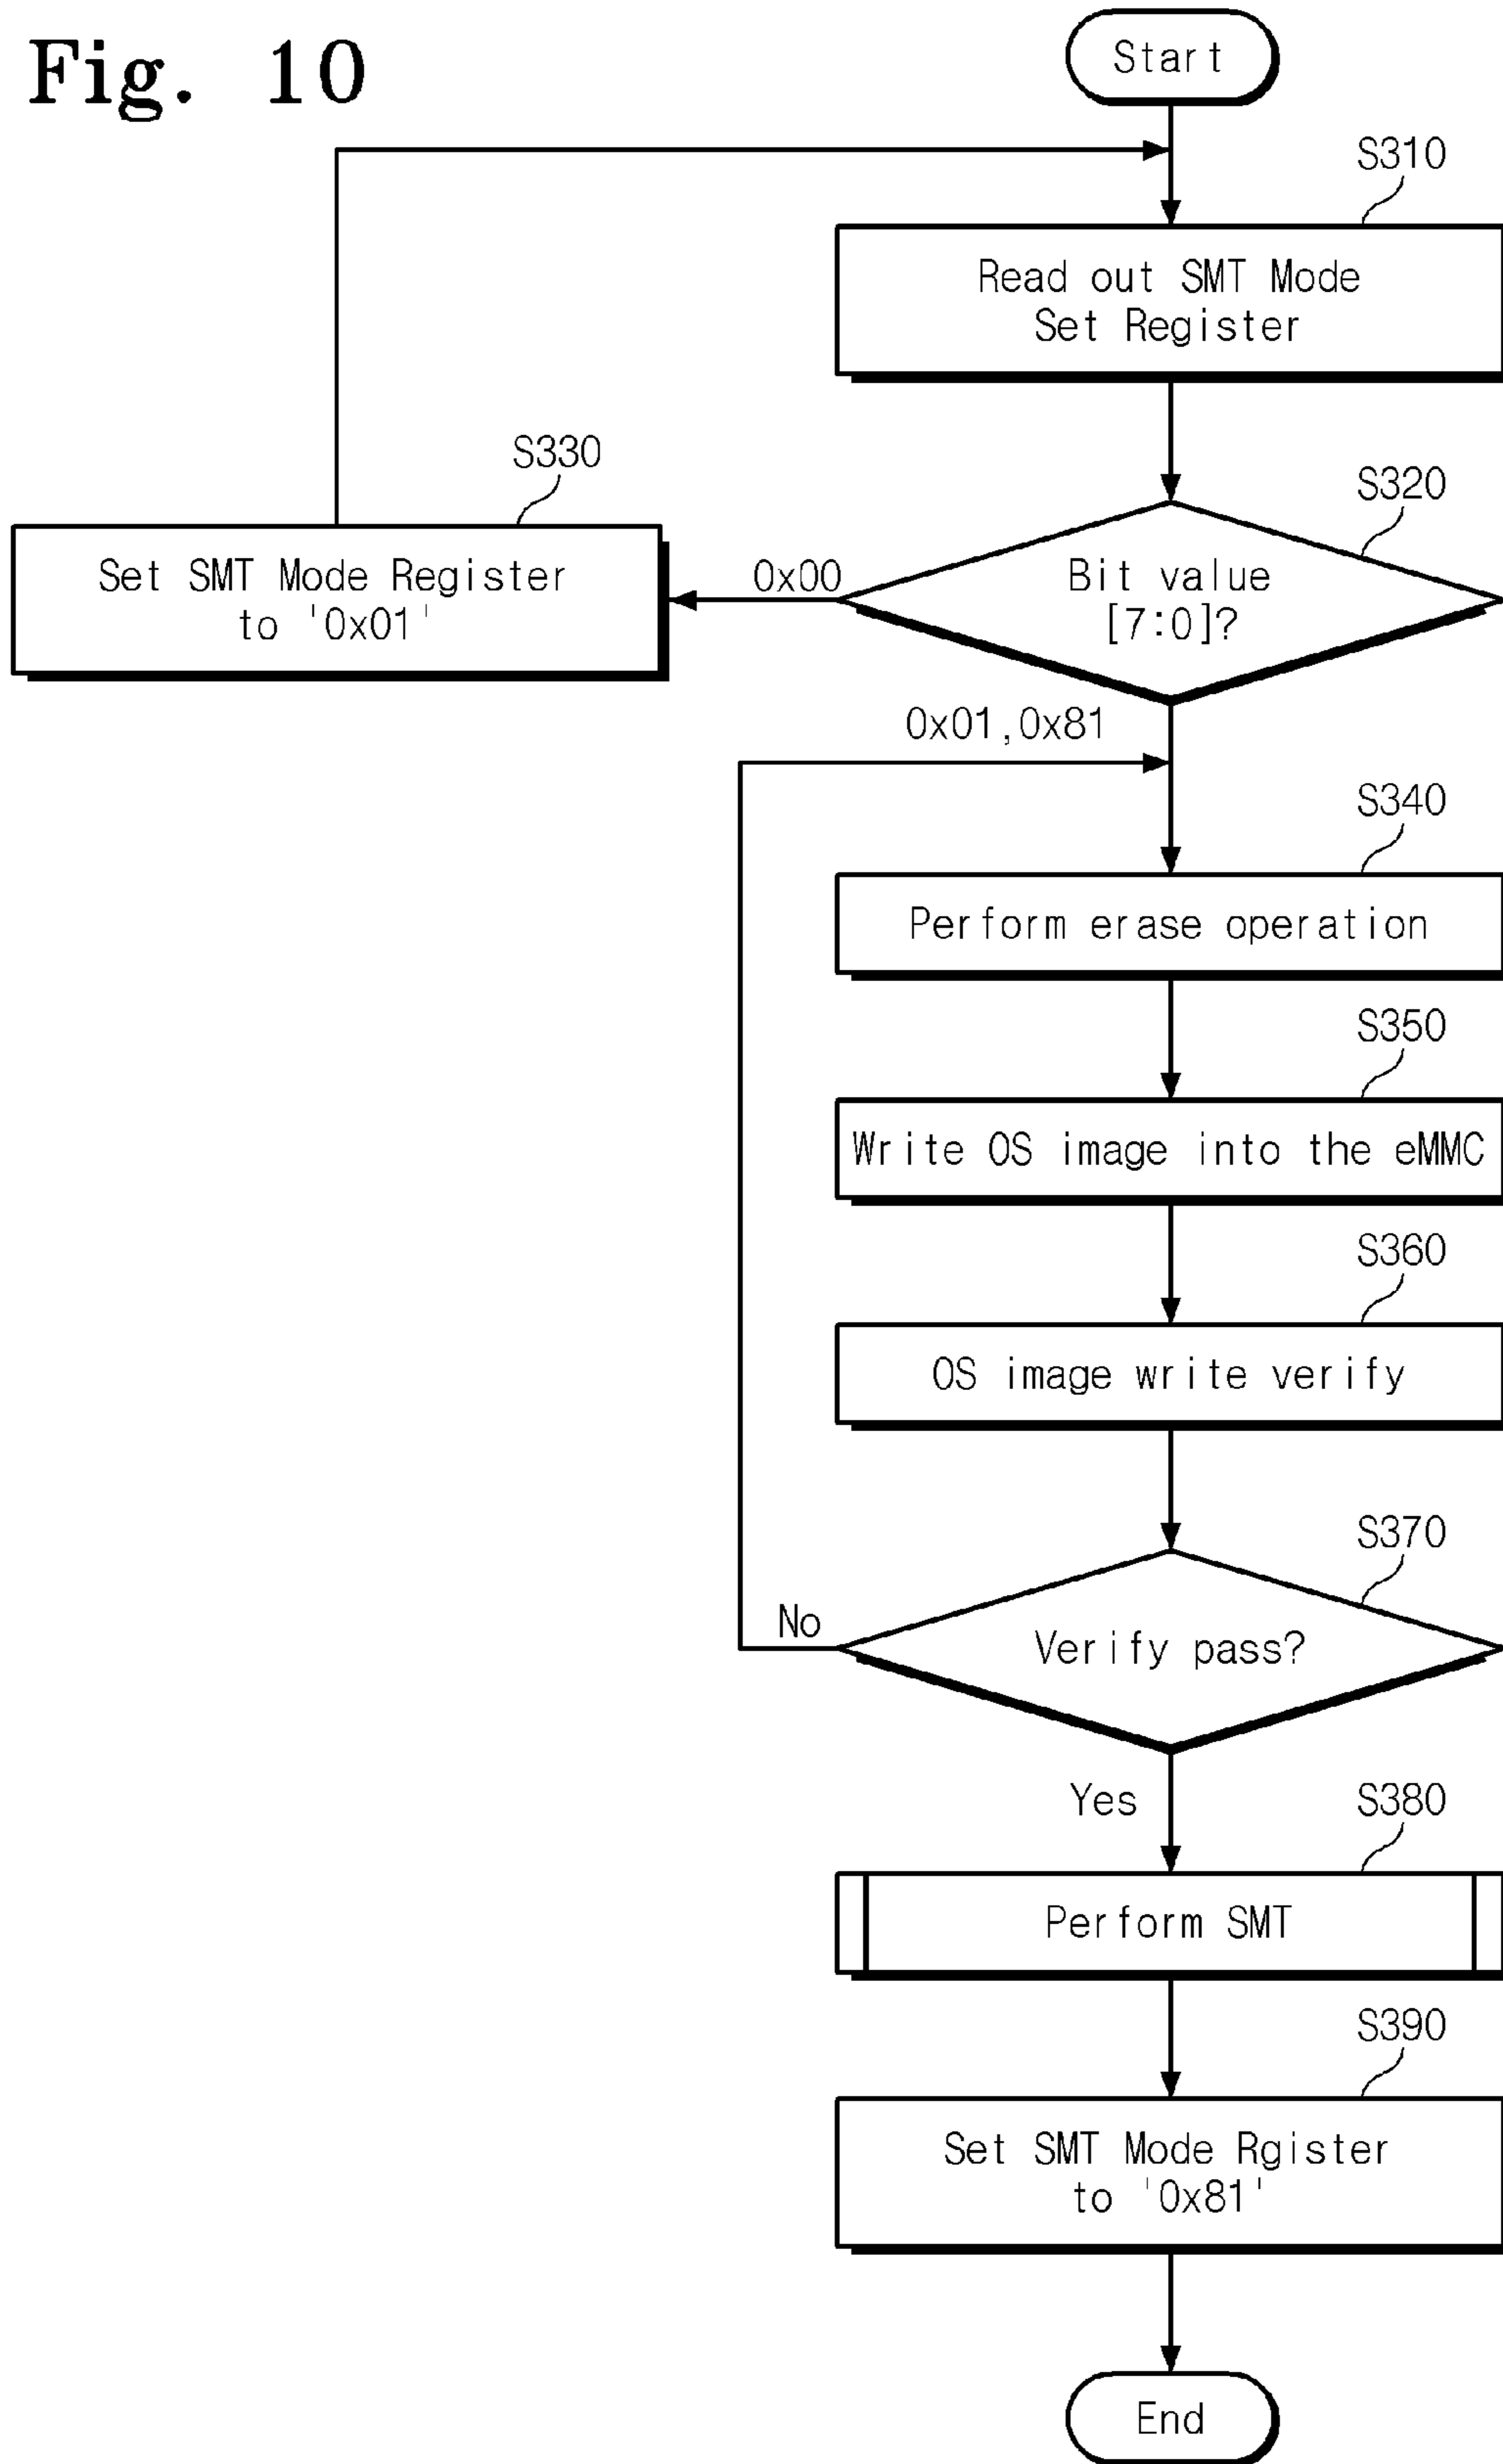 Fig. 10
Start
S310
Read out SMT Mode
Set Register
S330
S320
Set SMT Mode Register
to '0x01'
0x00
Bit value
[7:0]?
0x01,0x81
S340
Perform erase operation
S350
Write OS image into the eMMC
S360
OS image write verify
S370
No
Verify pass?
Yes
S380
Perform SMT
S390
Set SMT Mode Rgister
to '0x81'
End